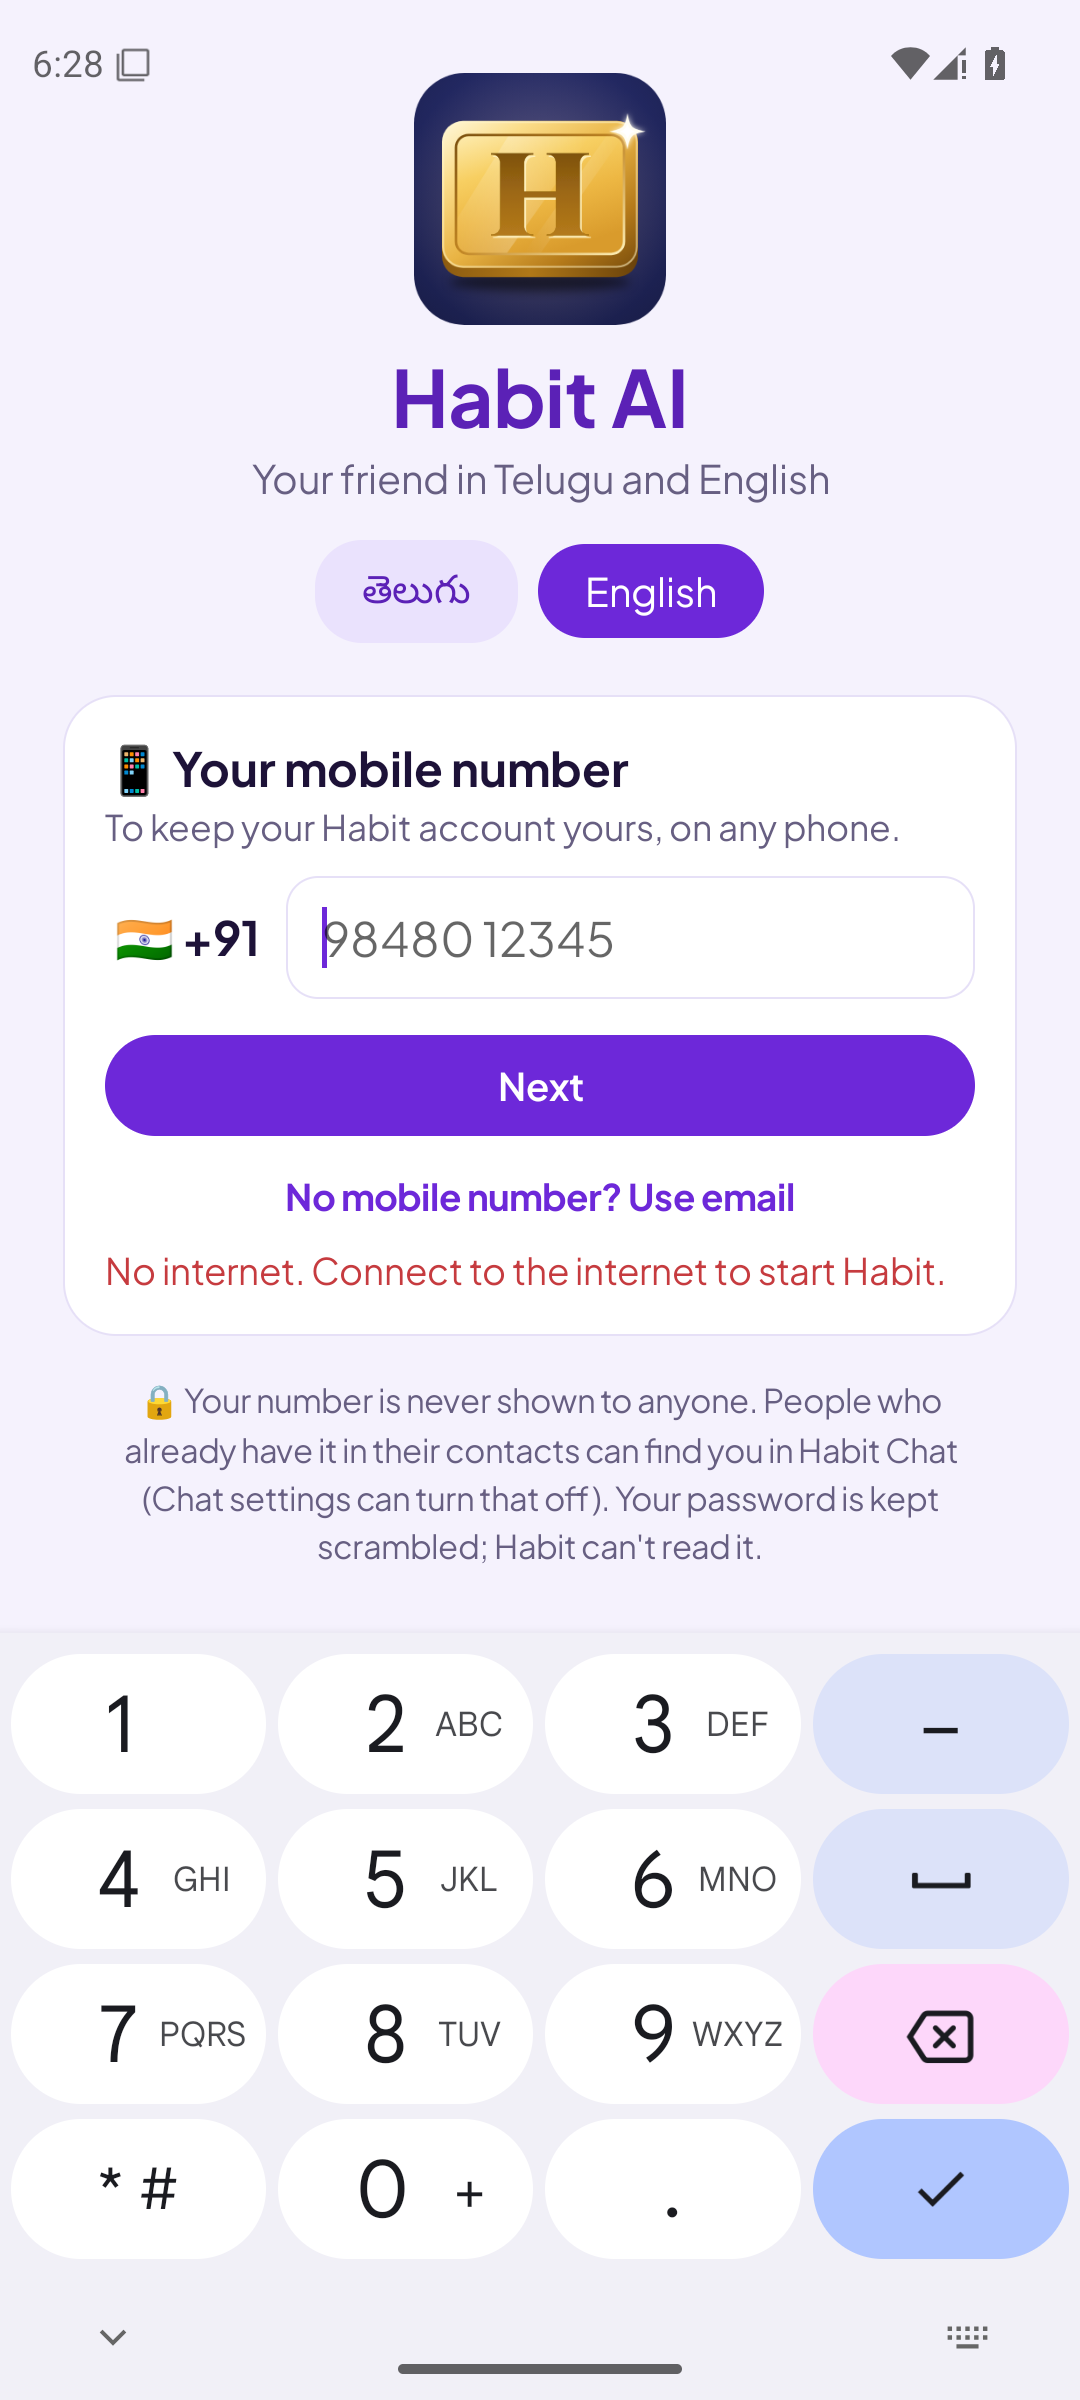 6:28
H
Habit AI
Your friend in Telugu and English
తెలుగు
English
Your mobile number
To keep your Habit account yours, on any phone.
+91
98480 12345
Next
No mobile number? Use email
No internet. Connect to the internet to start Habit.
Your number is never shown to anyone. People who
already have it in their contacts can find you in Habit Chat
(Chat settings can turn that off). Your password is kept
scrambled; Habit can't read it.
1 2 ABC 3 DEF –
4 GHI 5 JKL 6 MNO
7 PQRS 8 TUV 9 WXYZ
* # 0 + .